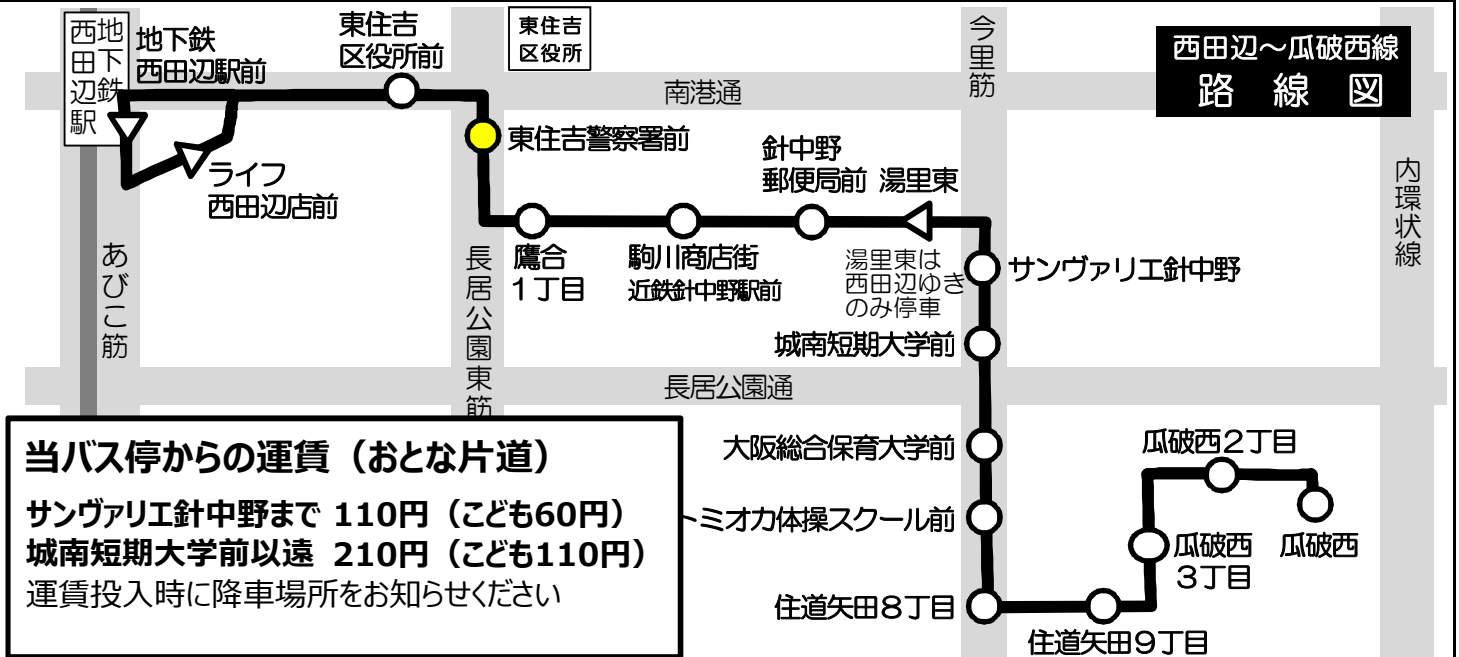 地下鉄
西田辺駅
地下鉄
西田辺駅前
東住吉
区役所前
東住吉
区役所
今里筋
西田辺～瓜破西線
路線図
南港通
東住吉警察署前
ライフ
西田辺店前
針中野
郵便局前
湯里東
内環状線
あびこ筋
長居公園東筋
鷹合
1丁目
駒川商店街
近鉄針中野駅前
湯里東は
西田辺ゆき
のみ停車
サンヴァリエ針中野
城南短期大学前
長居公園通
当バス停からの運賃（おとな片道）
サンヴァリエ針中野まで 110円（こども60円）
城南短期大学前以遠 210円（こども110円）
運賃投入時に降車場所をお知らせください
大阪総合保育大学前
ミオカ体操スクール前
住道矢田８丁目
住道矢田９丁目
瓜破西２丁目
瓜破西
３丁目
瓜破西